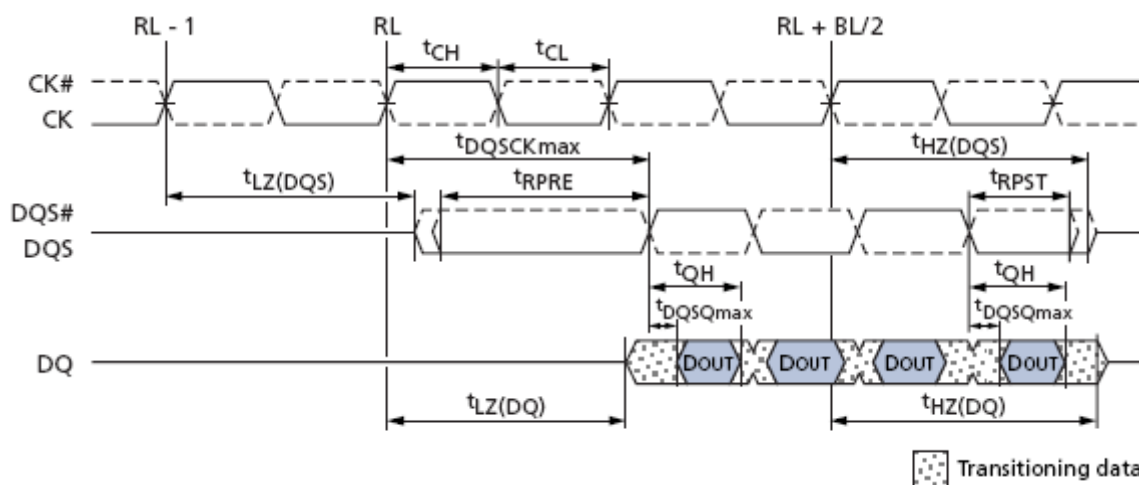 RL - 1 RL RL + BL/2
tCH tCL
CK#
CK
tDQSCKmax tHZ(DQS)
tLZ(DQS) tRPRE tRPST
DQS#
DQS
tQH tQH
tDQSQmax tDQSQmax
DQ DOUT DOUT DOUT DOUT
tLZ(DQ) tHZ(DQ)
Transitioning data